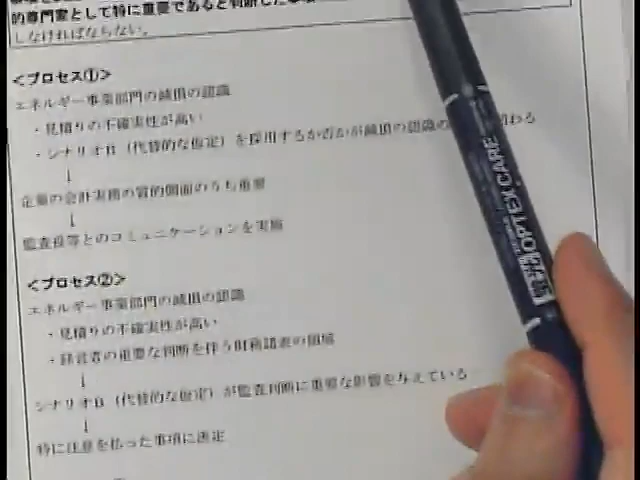 的専門家として特に重要であると判断した事
しなければならない。
<プロセス①>
エネルギー事業部門の減損の認識
・見積りの不確実性が高い
・シナリオB（代替的な仮定）を採用するか否かが減損の認識の 関わる
↓
企業の会計実務の質的側面のうち重要
↓
監査役等とのコミュニケーションを実施
<プロセス②>
エネルギー事業部門の減損の認識
・見積りの不確実性が高い
・経営者の重要な判断を伴う財務諸表の領域
↓
シナリオB（代替的な仮定）が監査判断に重要な影響を与えている
↓
特に注意を払った事項に選定
OPTEX CARE